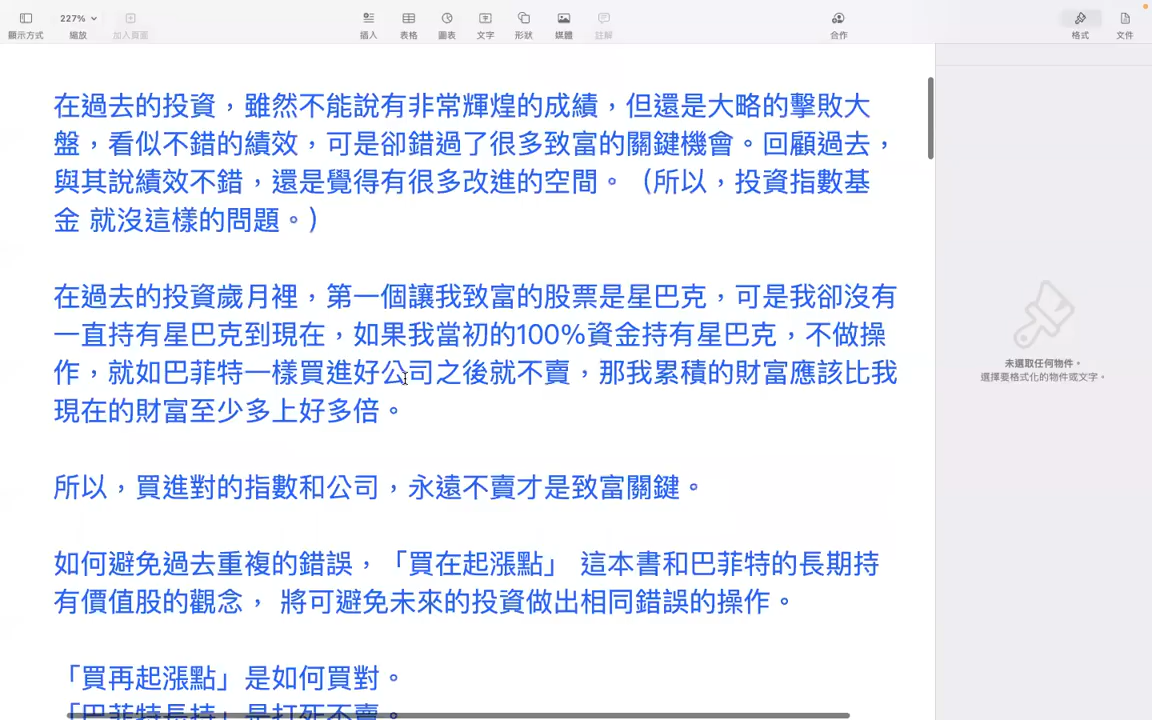 227%
顯示方式
縮放
加入頁面
插入
表格
圖表
文字
形狀
媒體
註解
合作
格式
文件
在過去的投資，雖然不能說有非常輝煌的成績，但還是大略的擊敗大
盤，看似不錯的績效，可是卻錯過了很多致富的關鍵機會。回顧過去，
與其說績效不錯，還是覺得有很多改進的空間。（所以，投資指數基
金 就沒這樣的問題。）
在過去的投資歲月裡，第一個讓我致富的股票是星巴克，可是我卻沒有
一直持有星巴克到現在，如果我當初的100%資金持有星巴克，不做操
作，就如巴菲特一樣買進好公司之後就不賣，那我累積的財富應該比我
現在的財富至少多上好多倍。
所以，買進對的指數和公司，永遠不賣才是致富關鍵。
如何避免過去重複的錯誤，「買在起漲點」 這本書和巴菲特的長期持
有價值股的觀念， 將可避免未來的投資做出相同錯誤的操作。
「買再起漲點」是如何買對。
「巴菲特長持」是打死不賣。
未選取任何物件。
選擇要格式化的物件或文字。